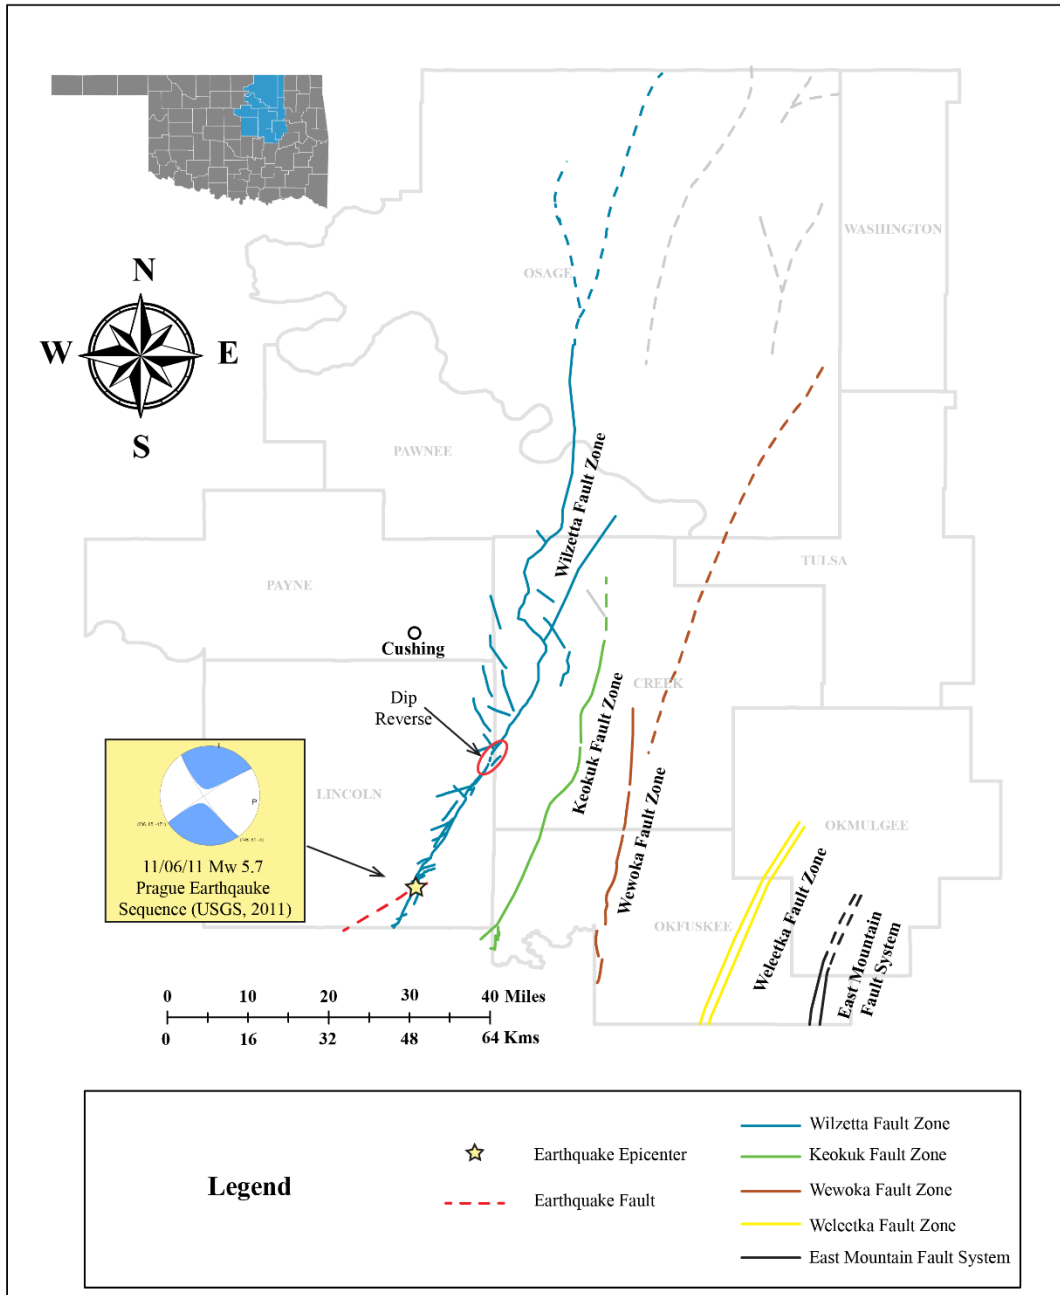 N
W
E
S
WASHINGTON
OSAGE
PAWNEE
Wilzetta Fault Zone
TULSA
PAYNE
Cushing
CREEK
Dip
Reverse
Keokuk Fault Zone
Wewoka Fault Zone
LINCOLN
P
11/06/11 Mw 5.7
Prague Earthqauke
Sequence (USGS, 2011)
OKMULGEE
OKFUSKEE
Weleetka Fault Zone
East Mountain
Fault System
0 10 20 30 40 Miles
0 16 32 48 64 Kms
Legend
Earthquake Epicenter
Earthquake Fault
Wilzetta Fault Zone
Keokuk Fault Zone
Wewoka Fault Zone
Weleetka Fault Zone
East Mountain Fault System